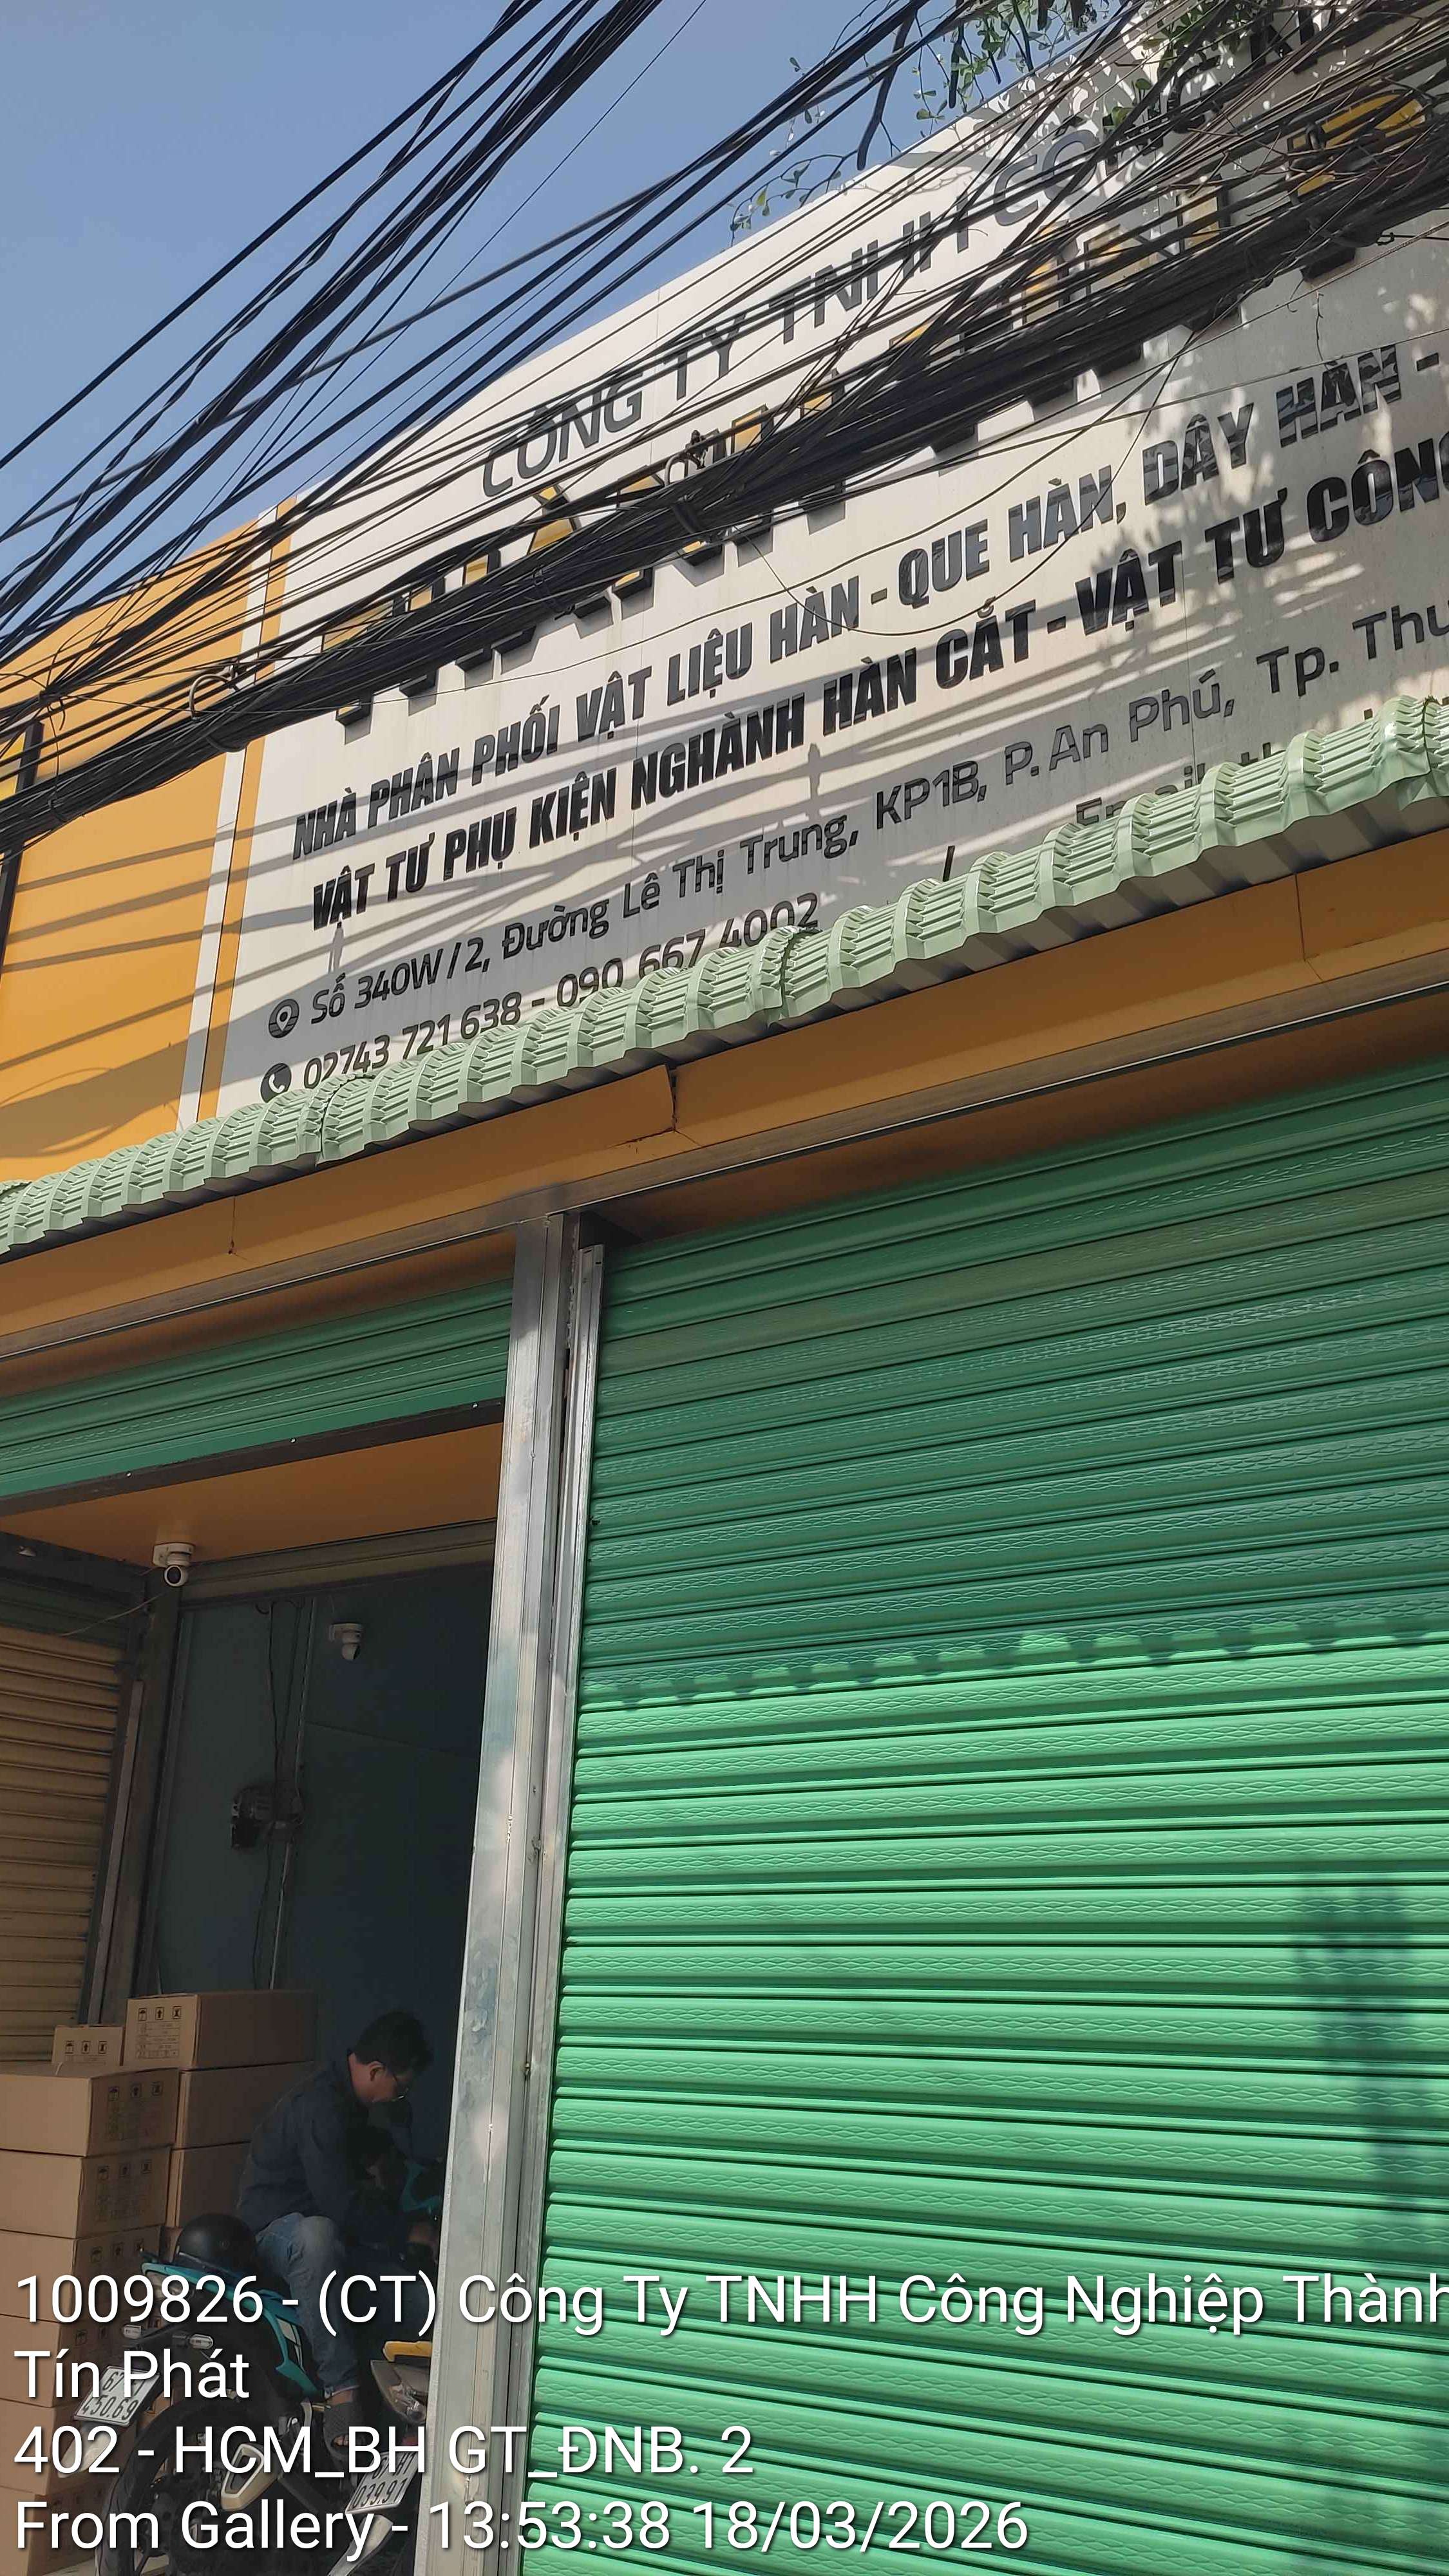 CÔNG TY TNHH CÔNG
NHÀ PHÂN PHỐI VẬT LIỆU HÀN - QUE HÀN, DÂY HÀN -
VẬT TƯ PHỤ KIỆN NGHÀNH HÀN CẮT - VẬT TƯ CÔNG
Số 340W/2, Đường Lê Thị Trung, KP1B, P. An Phú, Tp. Thu
02743 721 638 - 090 667 4002
1009826 - (CT) Công Ty TNHH Công Nghiệp Thành
Tín Phát
402 - HCM_BH GT_ĐNB. 2
From Gallery - 13:53:38 18/03/2026